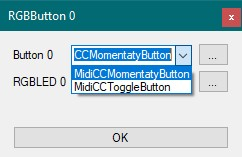 RGBButton 0
x
Button 0 CCMomentatyButton ...
MidiCCMomentatyButton
RGBLED 0 MidiCCToggleButton ...
OK